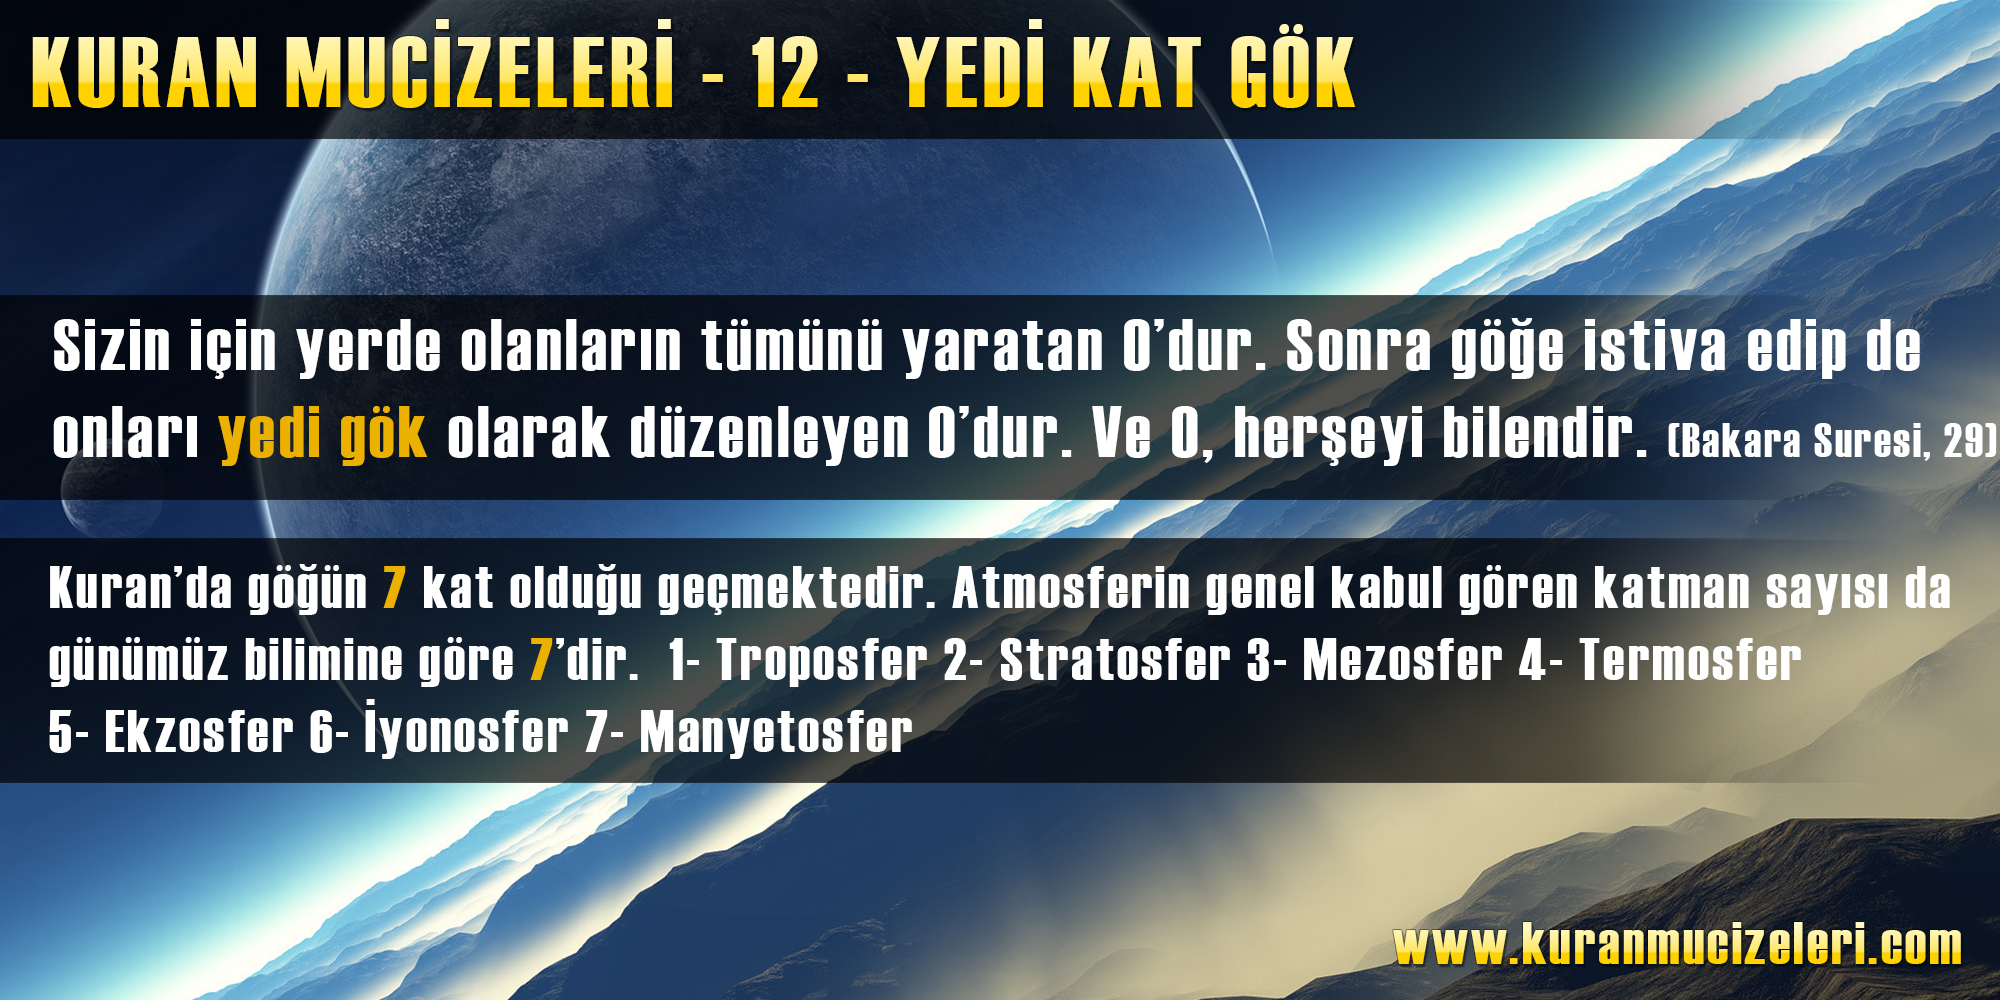 KURAN MUCİZELERİ - 12 - YEDİ KAT GÖK
Sizin için yerde olanların tümünü yaratan O’dur. Sonra göğe istiva edip de
onları yedi gök olarak düzenleyen O’dur. Ve O, herşeyi bilendir. (Bakara Suresi, 29)
Kuran’da göğün 7 kat olduğu geçmektedir. Atmosferin genel kabul gören katman sayısı da
günümüz bilimine göre 7’dir. 1- Troposfer 2- Stratosfer 3- Mezosfer 4- Termosfer
5- Ekzosfer 6- İyonosfer 7- Manyetosfer
www.kuranmucizeleri.com